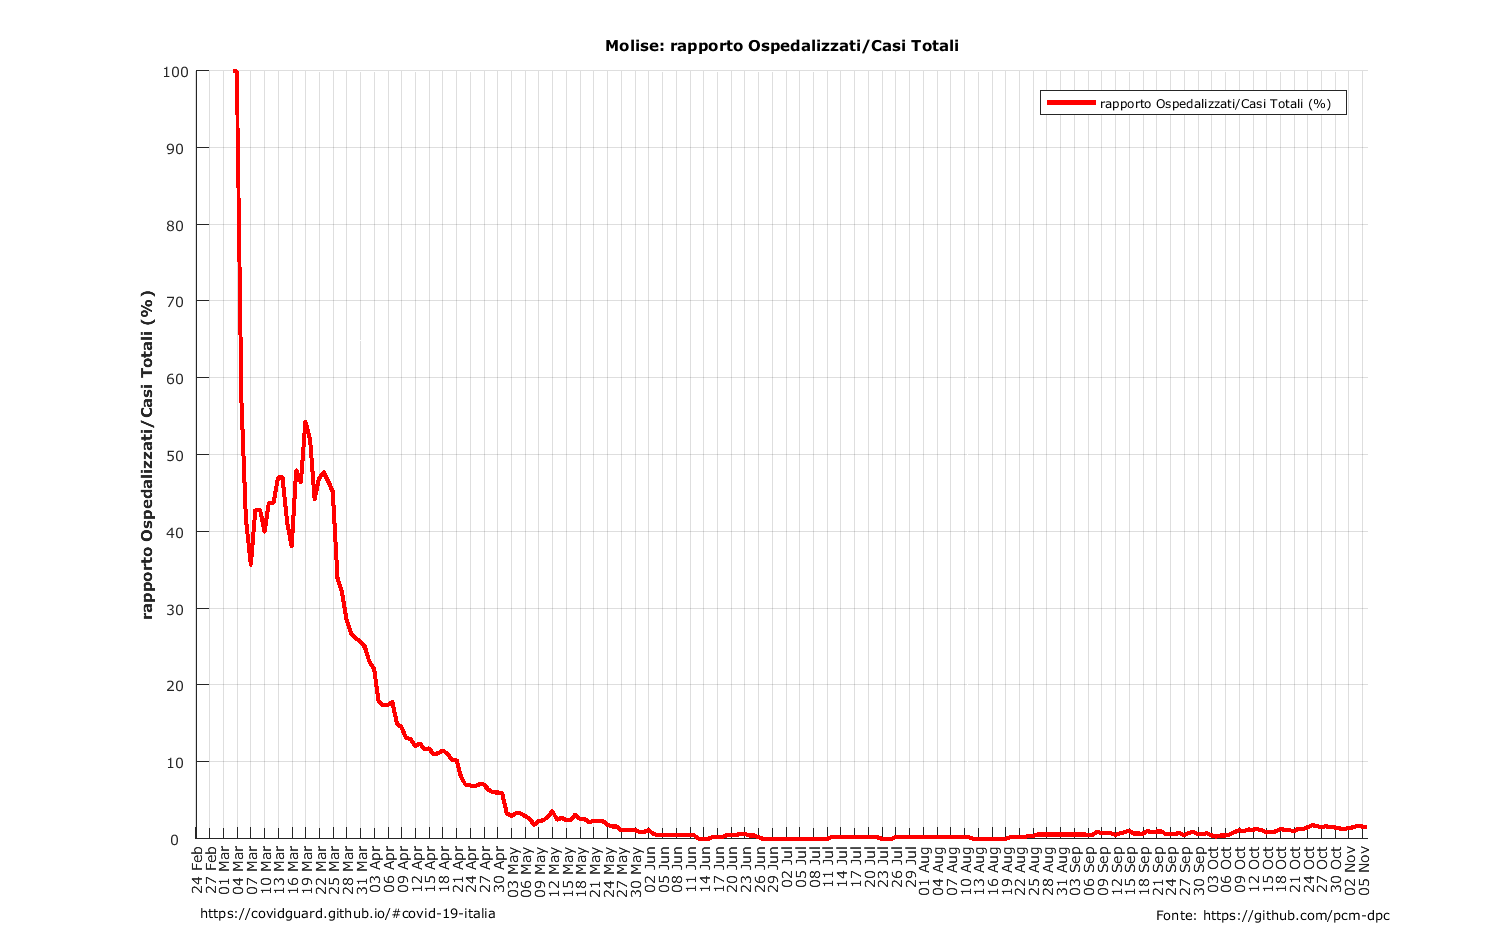 Molise: rapporto Ospedalizzati/Casi Totali
rapporto Ospedalizzati/Casi Totali (%)
rapporto Ospedalizzati/Casi Totali (%)
100
90
80
70
60
50
40
30
20
10
0
24 Feb
27 Feb
01 Mar
04 Mar
07 Mar
10 Mar
13 Mar
16 Mar
19 Mar
22 Mar
25 Mar
28 Mar
31 Mar
03 Apr
06 Apr
09 Apr
12 Apr
15 Apr
18 Apr
21 Apr
24 Apr
27 Apr
30 Apr
03 May
06 May
09 May
12 May
15 May
18 May
21 May
24 May
27 May
30 May
02 Jun
05 Jun
08 Jun
11 Jun
14 Jun
17 Jun
20 Jun
23 Jun
26 Jun
29 Jun
02 Jul
05 Jul
08 Jul
11 Jul
14 Jul
17 Jul
20 Jul
23 Jul
26 Jul
29 Jul
01 Aug
04 Aug
07 Aug
10 Aug
13 Aug
16 Aug
19 Aug
22 Aug
25 Aug
28 Aug
31 Aug
03 Sep
06 Sep
09 Sep
12 Sep
15 Sep
18 Sep
21 Sep
24 Sep
27 Sep
30 Sep
03 Oct
06 Oct
09 Oct
12 Oct
15 Oct
18 Oct
21 Oct
24 Oct
27 Oct
30 Oct
02 Nov
05 Nov
https://covidguard.github.io/#covid-19-italia
Fonte: https://github.com/pcm-dpc